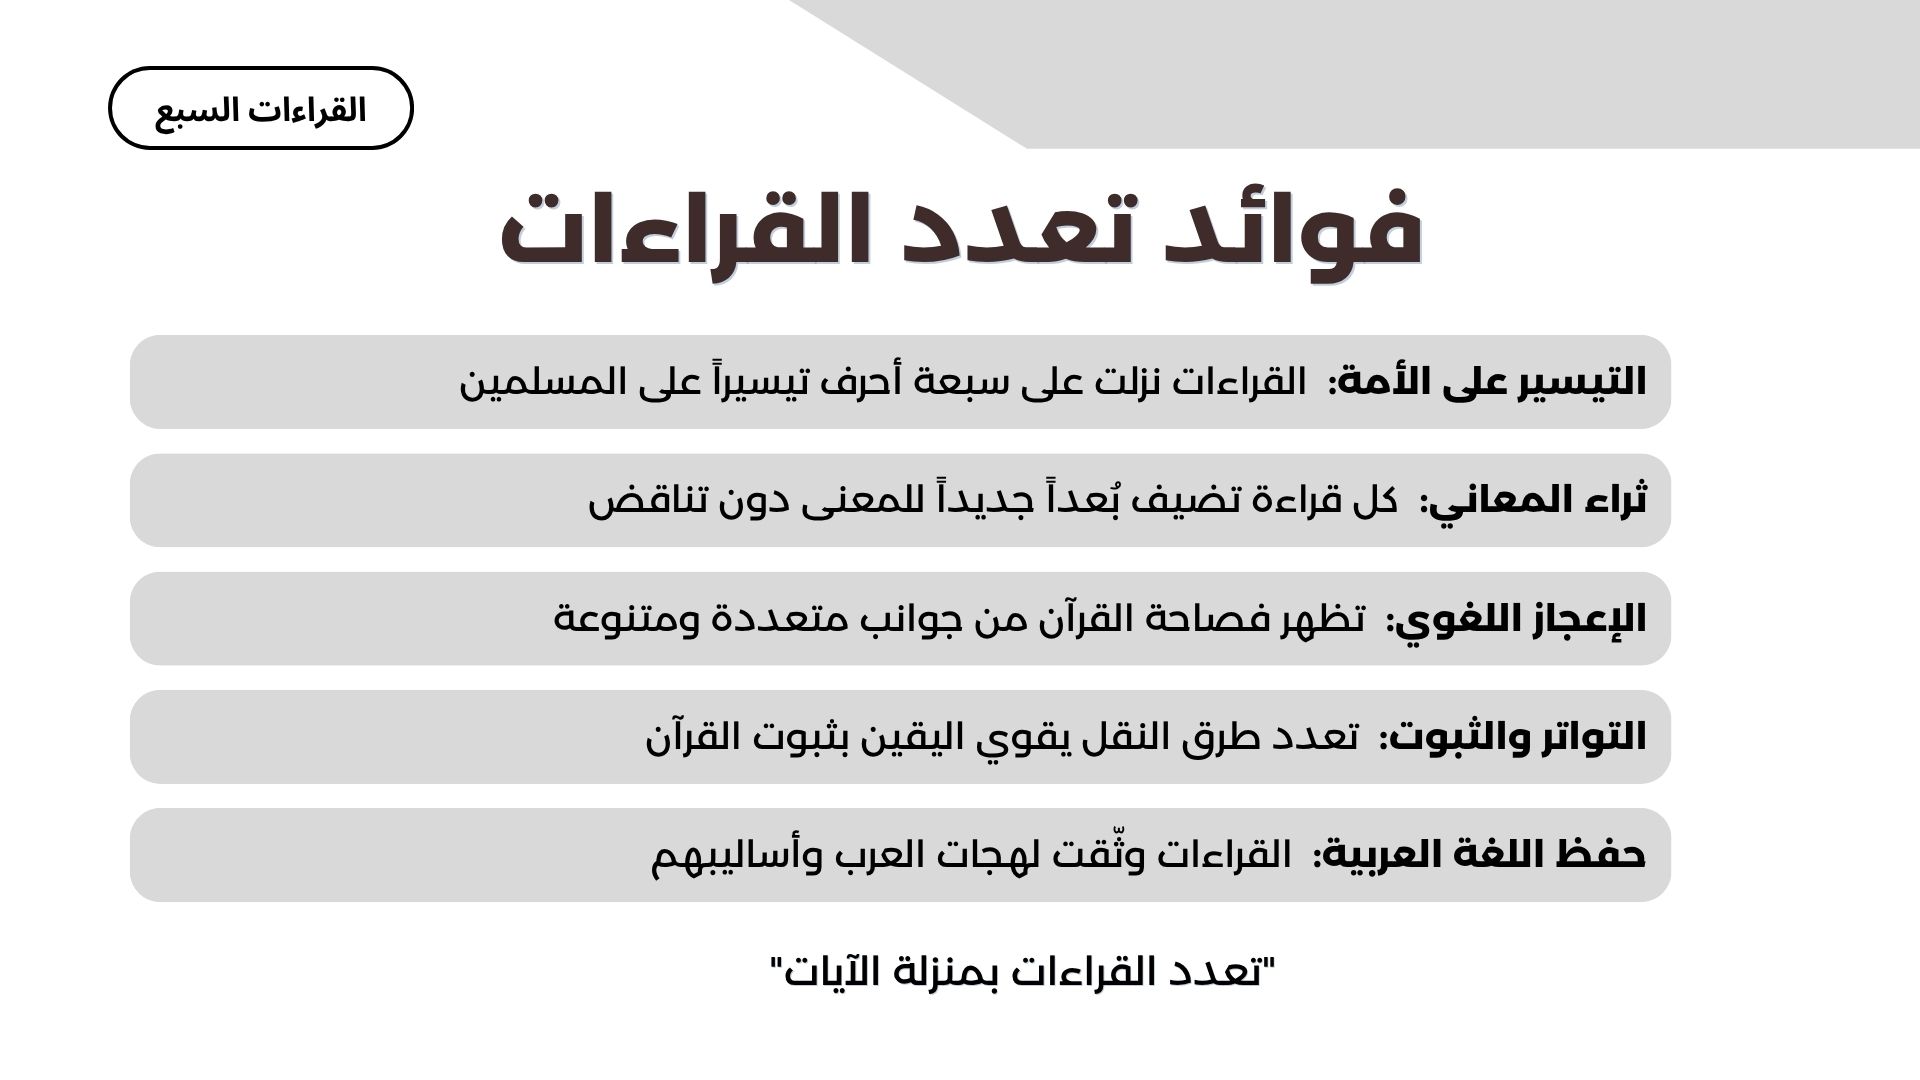 القراءات السبع
فوائد تعدد القراءات
التيسير على الأمة: القراءات نزلت على سبعة أحرف تيسيراً على المسلمين
ثراء المعاني: كل قراءة تضيف بُعداً جديداً للمعنى دون تناقض
الإعجاز اللغوي: تظهر فصاحة القرآن من جوانب متعددة ومتنوعة
التواتر والثبوت: تعدد طرق النقل يقوي اليقين بثبوت القرآن
حفظ اللغة العربية: القراءات وثّقت لهجات العرب وأساليبهم
"تعدد القراءات بمنزلة الآيات"